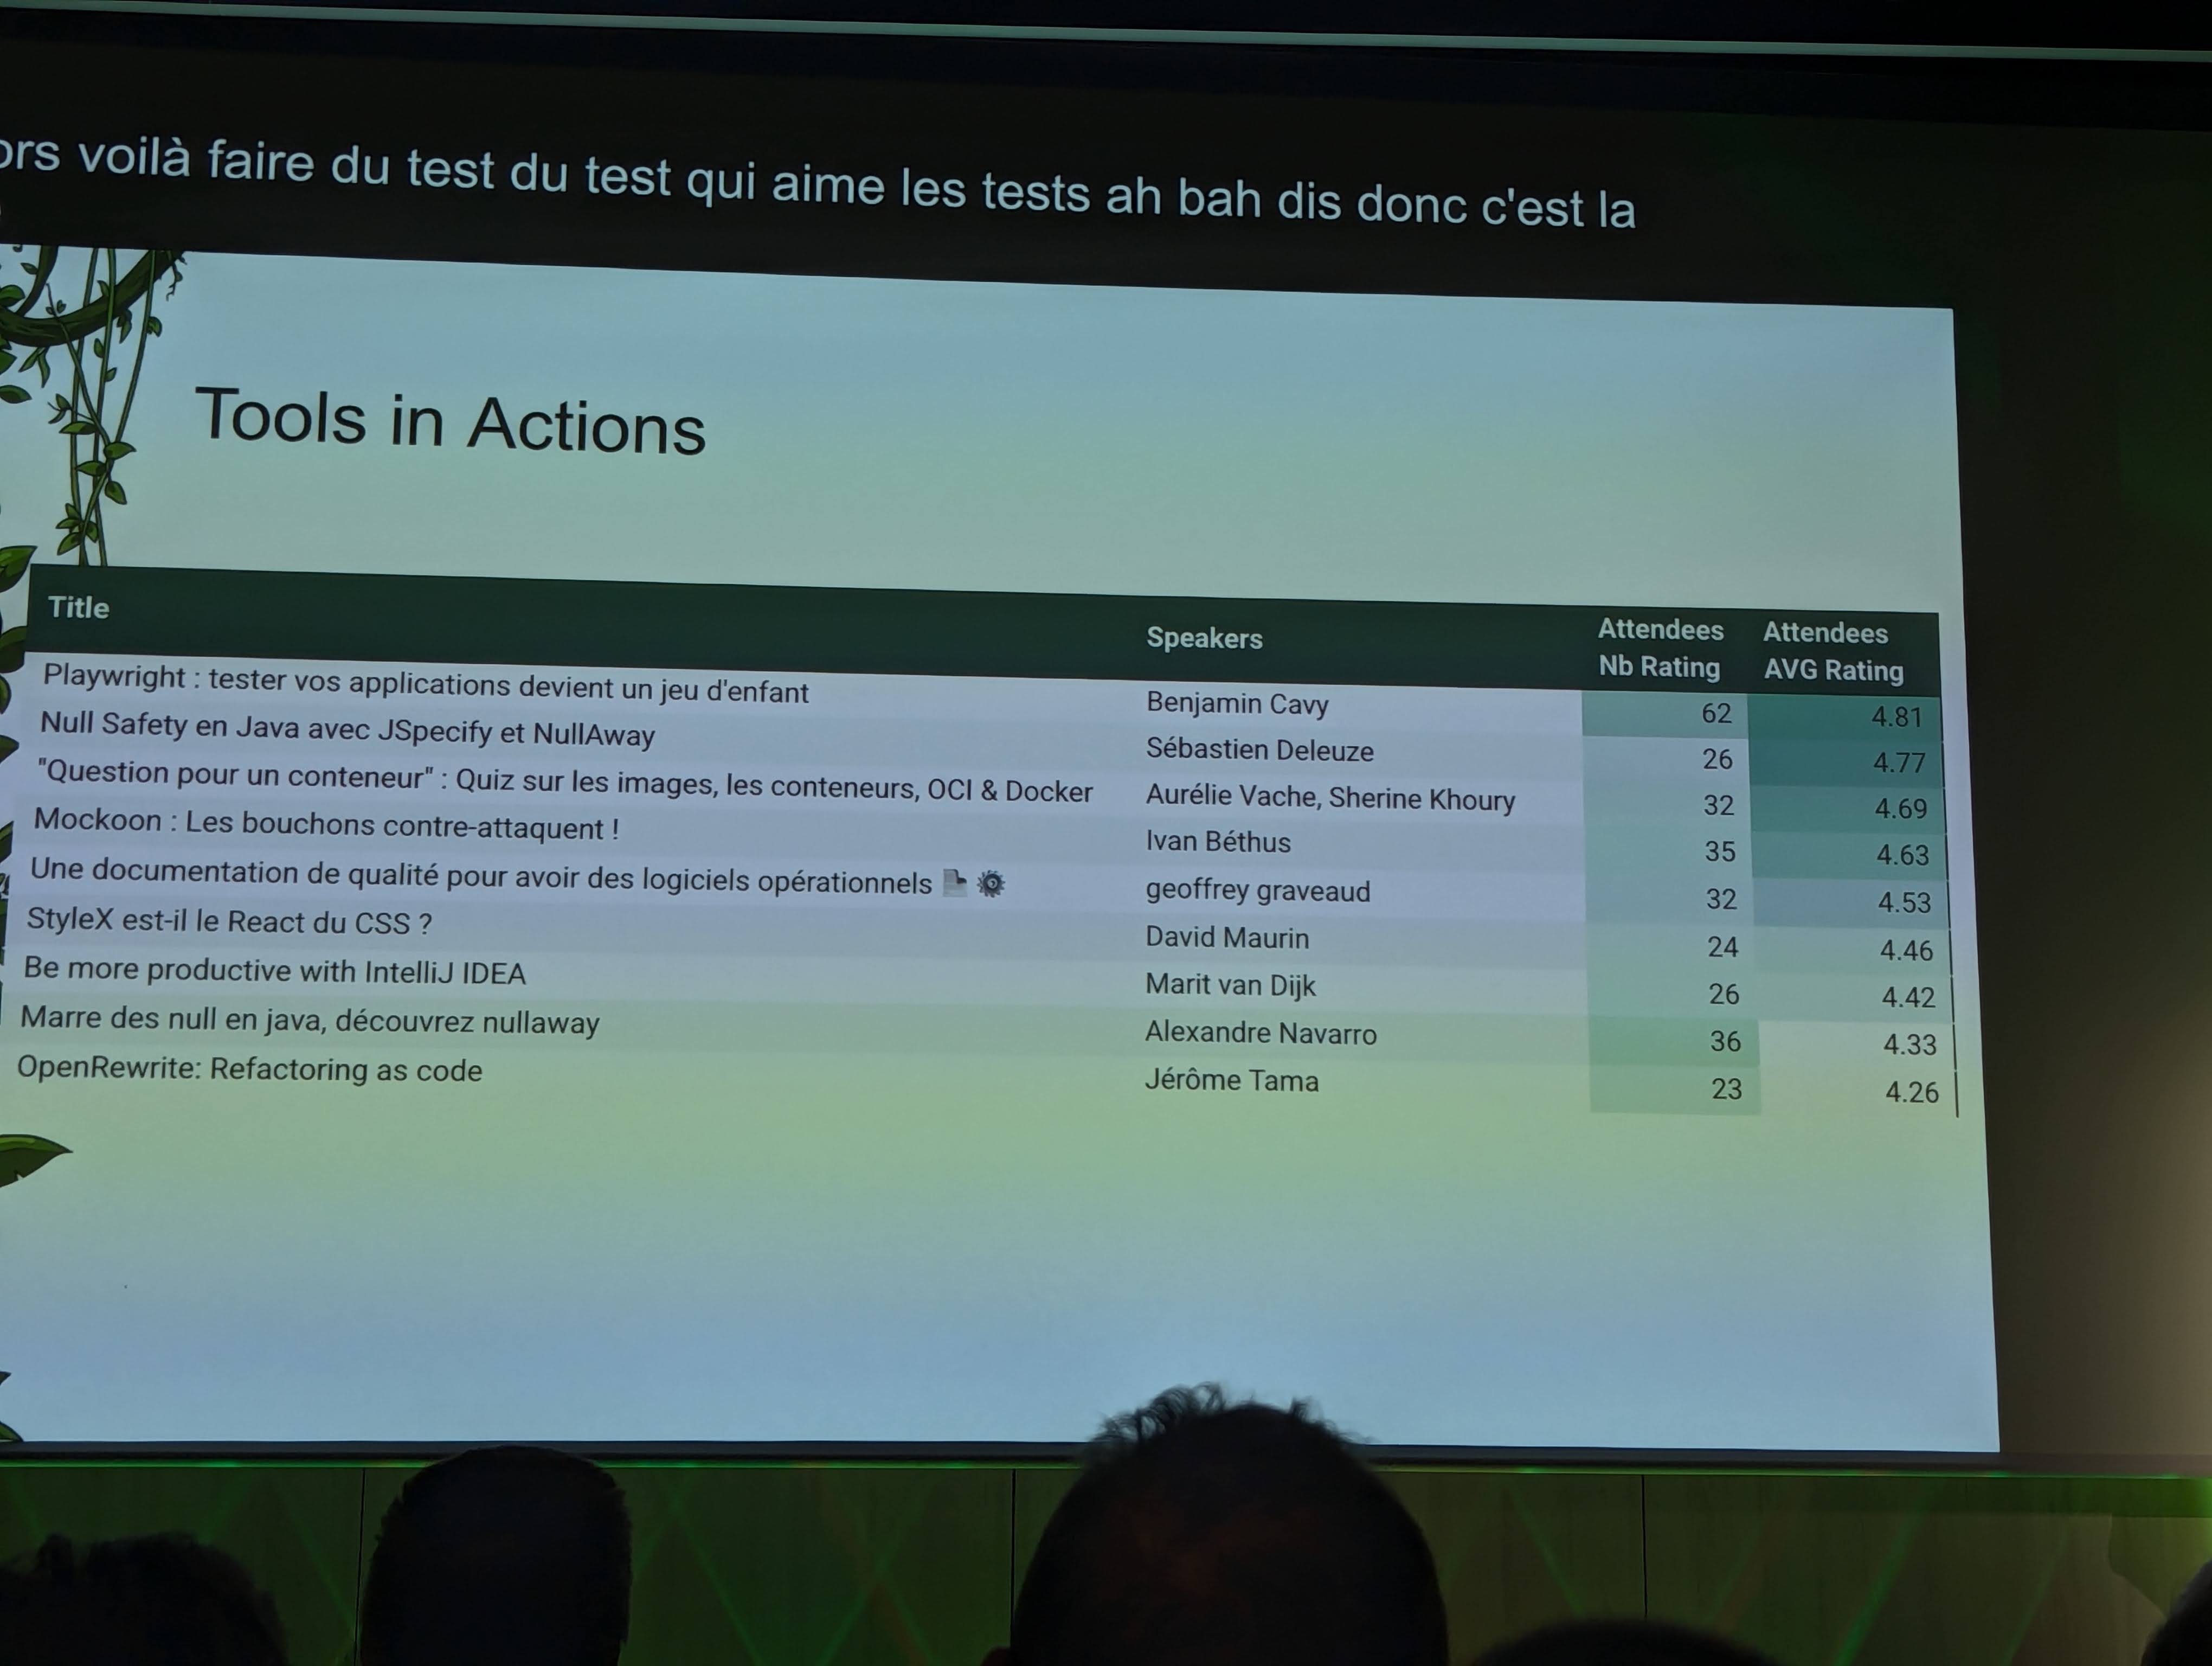 ors voilà faire du test du test qui aime les tests ah bah dis donc c'est la
Tools in Actions
Title Speakers Attendees Nb Rating Attendees AVG Rating
Playwright : tester vos applications devient un jeu d'enfant Benjamin Cavy 62 4.81
Null Safety en Java avec JSpecify et NullAway Sébastien Deleuze 26 4.77
"Question pour un conteneur" : Quiz sur les images, les conteneurs, OCI & Docker Aurélie Vache, Sherine Khoury 32 4.69
Mockoon : Les bouchons contre-attaquent ! Ivan Béthus 35 4.63
Une documentation de qualité pour avoir des logiciels opérationnels geoffrey graveaud 32 4.53
StyleX est-il le React du CSS ? David Maurin 24 4.46
Be more productive with IntelliJ IDEA Marit van Dijk 26 4.42
Marre des null en java, découvrez nullaway Alexandre Navarro 36 4.33
OpenRewrite: Refactoring as code Jérôme Tama 23 4.26